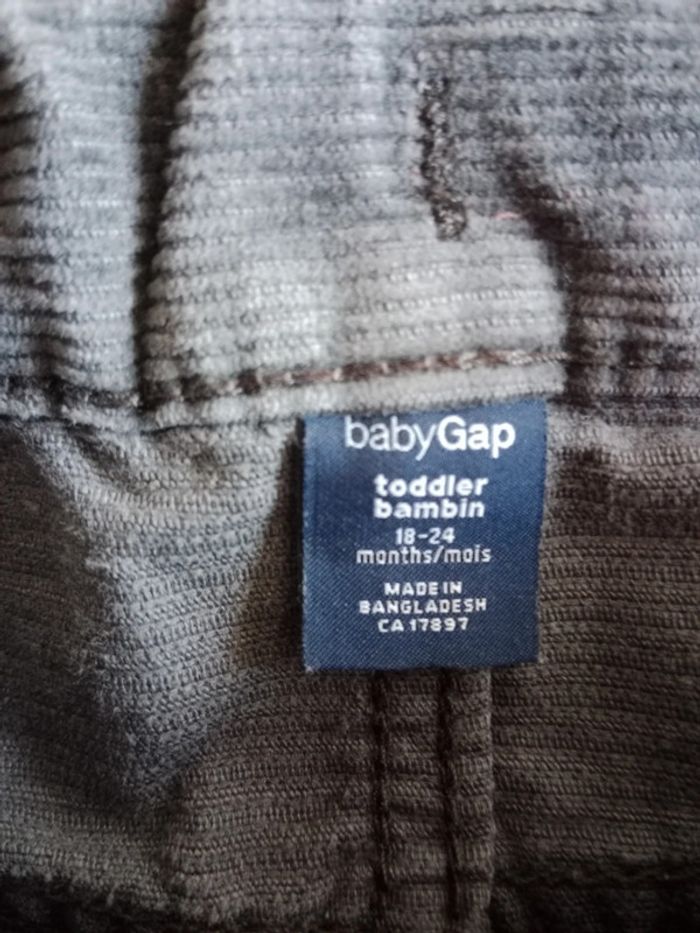 babyGap
toddler
bambin
18-24
months/mois
MADE IN
BANGLADESH
CA 17897